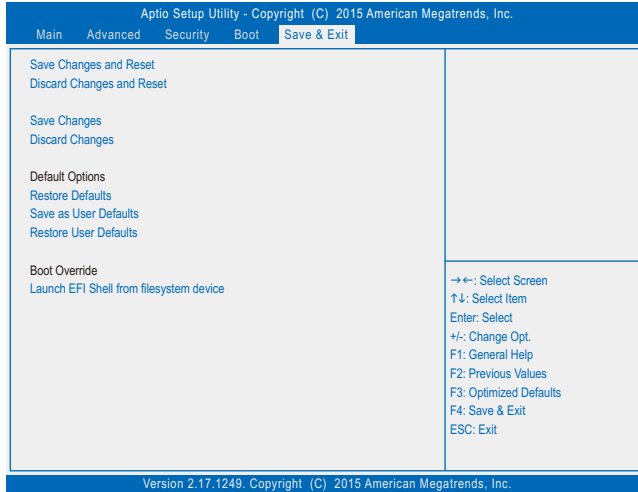 Aptio Setup Utility - Copyright (C) 2015 American Megatrends, Inc.
Main Advanced Security Boot Save & Exit
Save Changes and Reset
Discard Changes and Reset
Save Changes
Discard Changes
Default Options
Restore Defaults
Save as User Defaults
Restore User Defaults
Boot Override
Launch EFI Shell from filesystem device
→←: Select Screen
↑↓: Select Item
Enter: Select
+/-: Change Opt.
F1: General Help
F2: Previous Values
F3: Optimized Defaults
F4: Save & Exit
ESC: Exit
Version 2.17.1249. Copyright (C) 2015 American Megatrends, Inc.